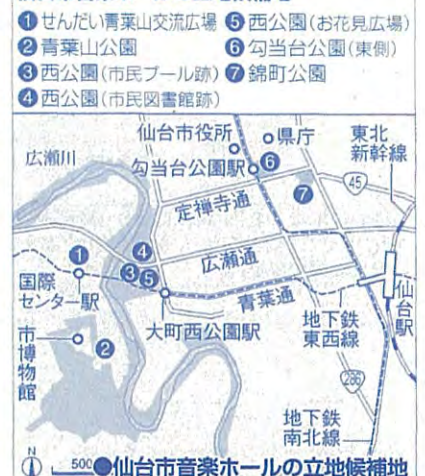 ❶せんだい青葉山交流広場 ❺西公園(お花見広場)
❷青葉山公園 ❻勾当台公園(東側)
❸西公園(市民プール跡) ❼錦町公園
❹西公園(市民図書館跡)
仙台市役所
県庁
東北
新幹線
広瀬川
勾当台公園駅
❻
❼
45
定禅寺通
❹
広瀬通
❶
❸
❺
国際
センター駅
青葉通
仙台駅
大町西公園駅
地下鉄
東西線
市博物館
❷
286
地下鉄
南北線
N
500
●仙台市音楽ホールの立地候補地